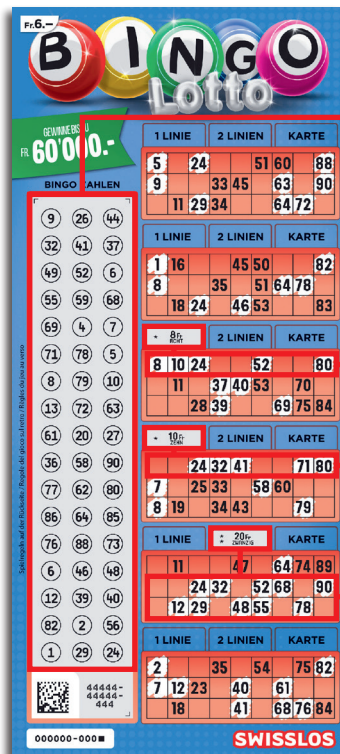 Fr.6.–
BINGO
Lotto
GEWINNE BIS ZU
FR. 60'000.-
BINGO ZAHLEN
9 26 44
32 41 37
49 52 6
55 59 68
69 4 7
71 78 5
8 79 10
13 72 63
61 20 27
36 58 90
77 62 80
86 64 85
76 88 73
6 46 48
12 39 40
82 2 56
1 29 24
44444-
44444-
444
000000-000■
Spielregeln auf der Rückseite / Regole del gioco sul retro / Règles du jeu au verso
1 LINIE 2 LINIEN KARTE
5 24 51 60 88
9 33 45 63 90
11 29 34 64 72
1 LINIE 2 LINIEN KARTE
1 16 45 50 82
8 35 51 64 78
18 24 46 53 83
* 8Fr ACHT 2 LINIEN KARTE
8 10 24 52 80
11 37 40 53 70
28 39 69 75 84
* 10Fr ZEHN 2 LINIEN KARTE
24 32 41 71 80
7 25 33 58 60
8 19 34 43 79
1 LINIE * * 20Fr ZWANZIG KARTE
11 47 64 74 89
24 32 52 68 90
12 29 48 55 78
1 LINIE 2 LINIEN KARTE
2 35 54 75 82
7 12 23 40 61
18 41 68 76 84
SWISSLOS